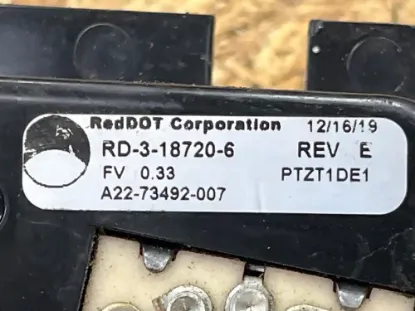 RedDOT Corporation 12/16/19
RD-3-18720-6 REV E
FV 0.33 PTZT1DE1
A22-73492-007